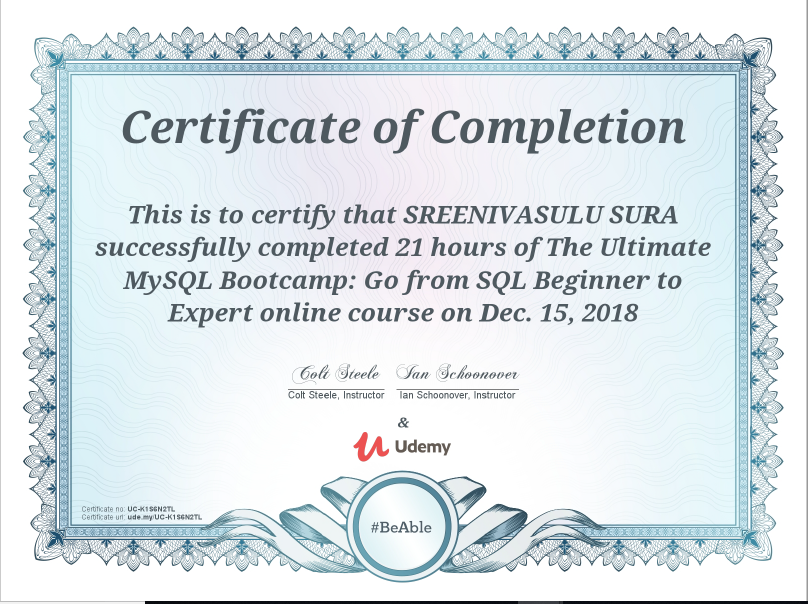 Certificate of Completion
This is to certify that SREENIVASULU SURA
successfully completed 21 hours of The Ultimate
MySQL Bootcamp: Go from SQL Beginner to
Expert online course on Dec. 15, 2018
Colt Steele Ian Schoonover
Colt Steele, Instructor Ian Schoonover, Instructor
&
Udemy
Certificate no: UC-K1S6N2TL
Certificate url: ude.my/UC-K1S6N2TL
#BeAble